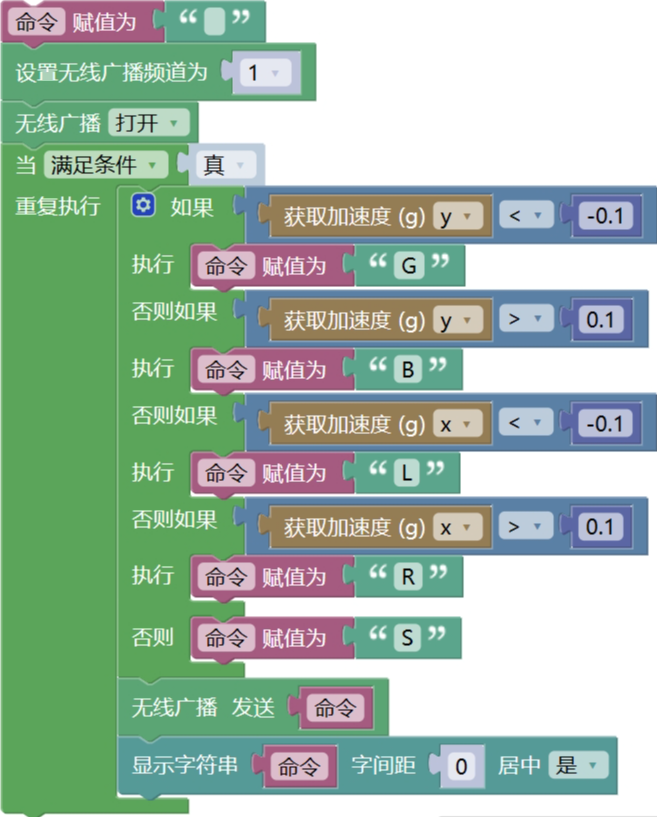 命令 赋值为 “ ”
设置无线广播频道为 1
无线广播 打开
当 满足条件 真
重复执行 如果 获取加速度 (g) y < -0.1
执行 命令 赋值为 “ G ”
否则如果 获取加速度 (g) y > 0.1
执行 命令 赋值为 “ B ”
否则如果 获取加速度 (g) x < -0.1
执行 命令 赋值为 “ L ”
否则如果 获取加速度 (g) x > 0.1
执行 命令 赋值为 “ R ”
否则 命令 赋值为 “ S ”
无线广播 发送 命令
显示字符串 命令 字间距 0 居中 是